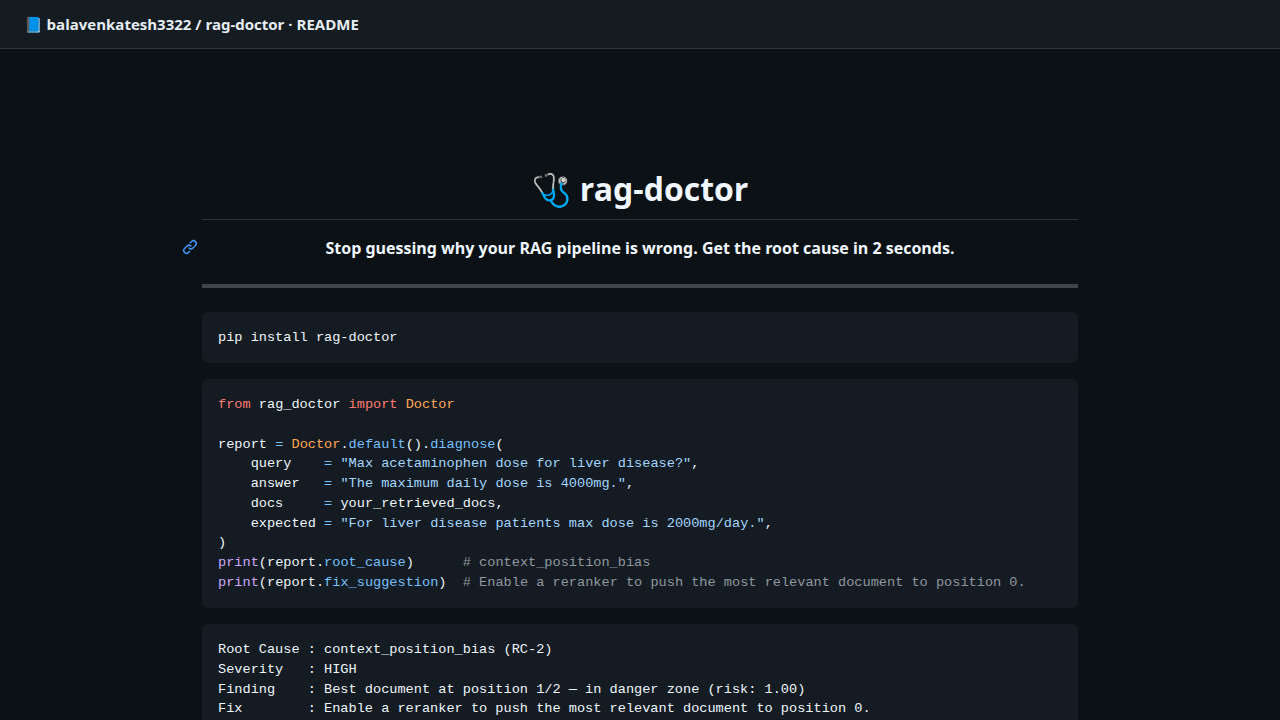 📘 balavenkatesh3322 / rag-doctor · README
🩺 rag-doctor
Stop guessing why your RAG pipeline is wrong. Get the root cause in 2 seconds.
pip install rag-doctor
from rag_doctor import Doctor
report = Doctor.default().diagnose(
    query    = "Max acetaminophen dose for liver disease?",
    answer   = "The maximum daily dose is 4000mg.",
    docs     = your_retrieved_docs,
    expected = "For liver disease patients max dose is 2000mg/day.",
)
print(report.root_cause)      # context_position_bias
print(report.fix_suggestion)  # Enable a reranker to push the most relevant document to position 0.
Root Cause : context_position_bias (RC-2)
Severity   : HIGH
Finding    : Best document at position 1/2 — in danger zone (risk: 1.00)
Fix        : Enable a reranker to push the most relevant document to position 0.